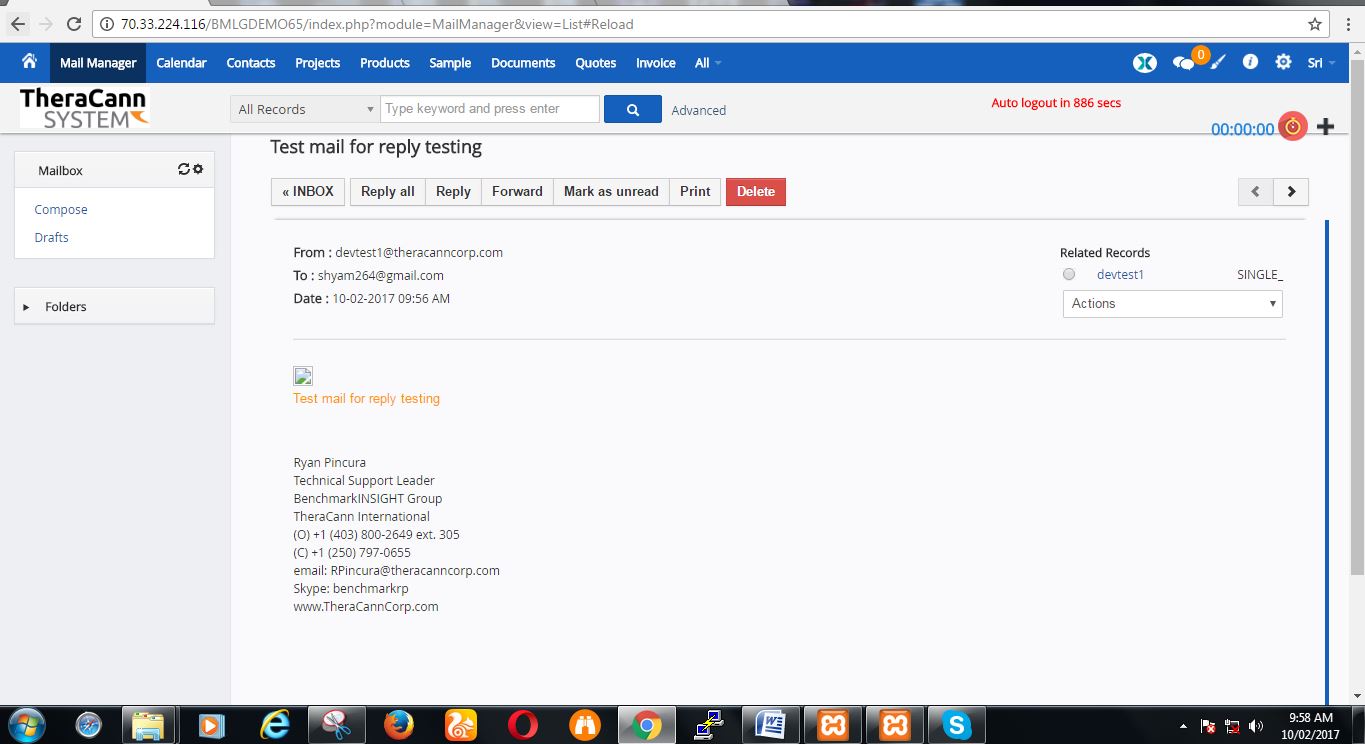 70.33.224.116/BMLGDEMO65/index.php?module=MailManager&view=List#Reload
Mail Manager Calendar Contacts Projects Products Sample Documents Quotes Invoice All 0 Sri
TheraCann
SYSTEM
All Records Type keyword and press enter Advanced
Auto logout in 886 secs
00:00:00
Test mail for reply testing
Mailbox
Compose
Drafts
Folders
« INBOX Reply all Reply Forward Mark as unread Print Delete
From : devtest1@theracanncorp.com
To : shyam264@gmail.com
Date : 10-02-2017 09:56 AM
Related Records
devtest1 SINGLE_
Actions
Test mail for reply testing
Ryan Pincura
Technical Support Leader
BenchmarkINSIGHT Group
TheraCann International
(O) +1 (403) 800-2649 ext. 305
(C) +1 (250) 797-0655
email: RPincura@theracanncorp.com
Skype: benchmarkrp
www.TheraCannCorp.com
9:58 AM
10/02/2017